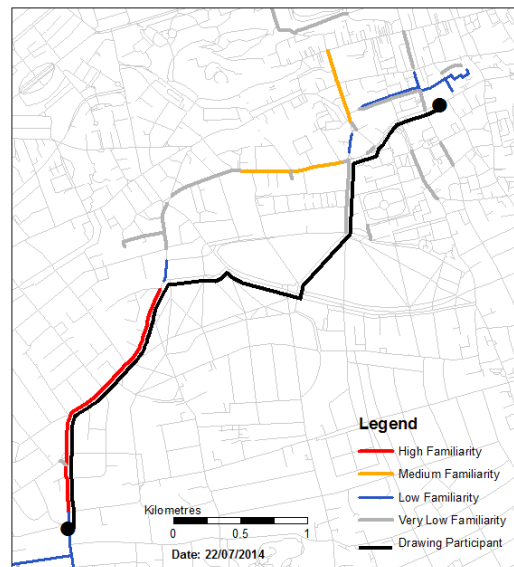 Legend
High Familiarity
Medium Familiarity
Low Familiarity
Very Low Familiarity
Drawing Participant
Kilometres
0 0.5 1
Date: 22/07/2014